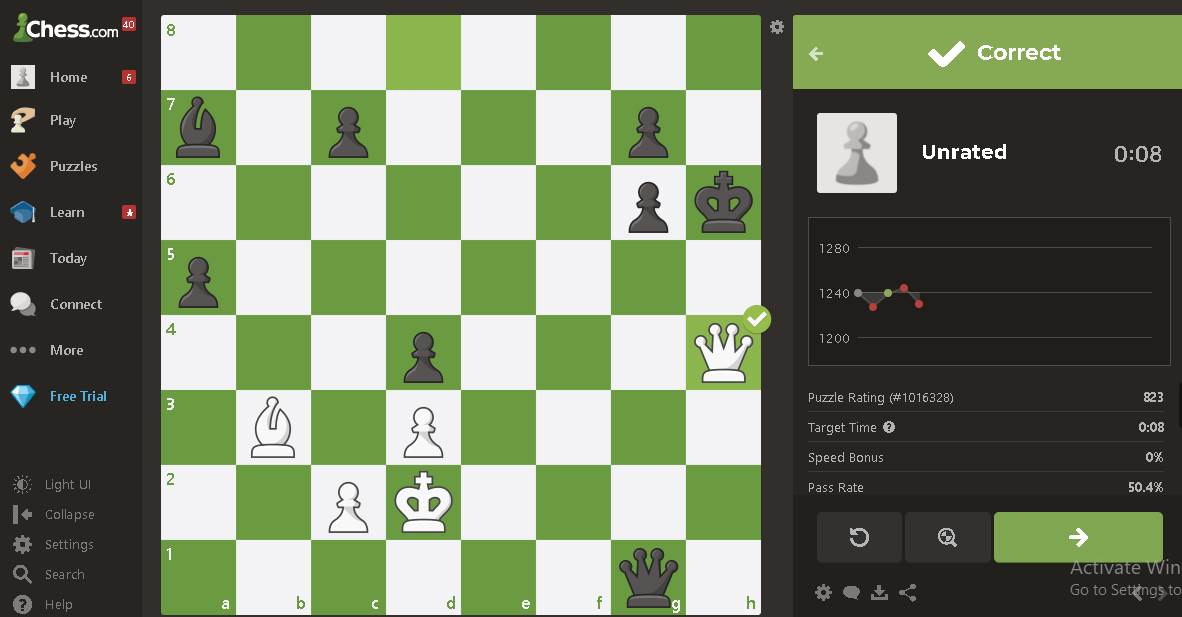 Chess.com 40
Home 6
Play
Puzzles
Learn
Today
Connect
More
Free Trial
Light UI
Collapse
Settings
Search
Help
8
7
6
5
4
3
2
1
a b c d e f g h
Correct
Unrated 0:08
1280
1240
1200
Puzzle Rating (#1016328) 823
Target Time ? 0:08
Speed Bonus 0%
Pass Rate 50.4%
Activate Win
Go to Settings to